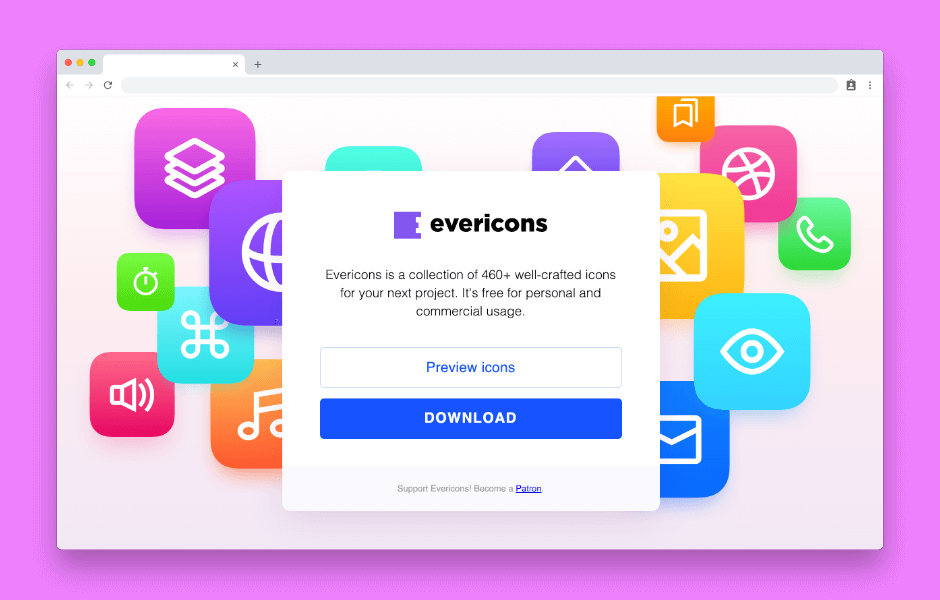 evericons
Evericons is a collection of 460+ well-crafted icons
for your next project. It's free for personal and
commercial usage.
Preview icons
DOWNLOAD
Support Evericons! Become a Patron.